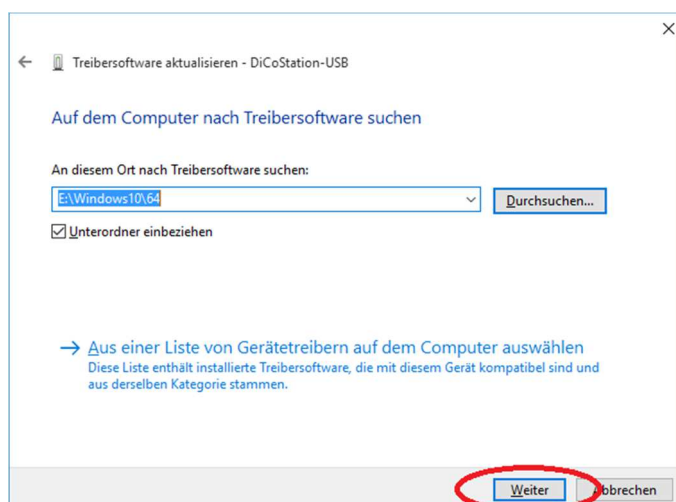 Treibersoftware aktualisieren - DiCoStation-USB
Auf dem Computer nach Treibersoftware suchen
An diesem Ort nach Treibersoftware suchen:
E:\Windows10\64
Durchsuchen...
Unterordner einbeziehen
Aus einer Liste von Gerätetreibern auf dem Computer auswählen
Diese Liste enthält installierte Treibersoftware, die mit diesem Gerät kompatibel sind und
aus derselben Kategorie stammen.
Weiter
Abbrechen